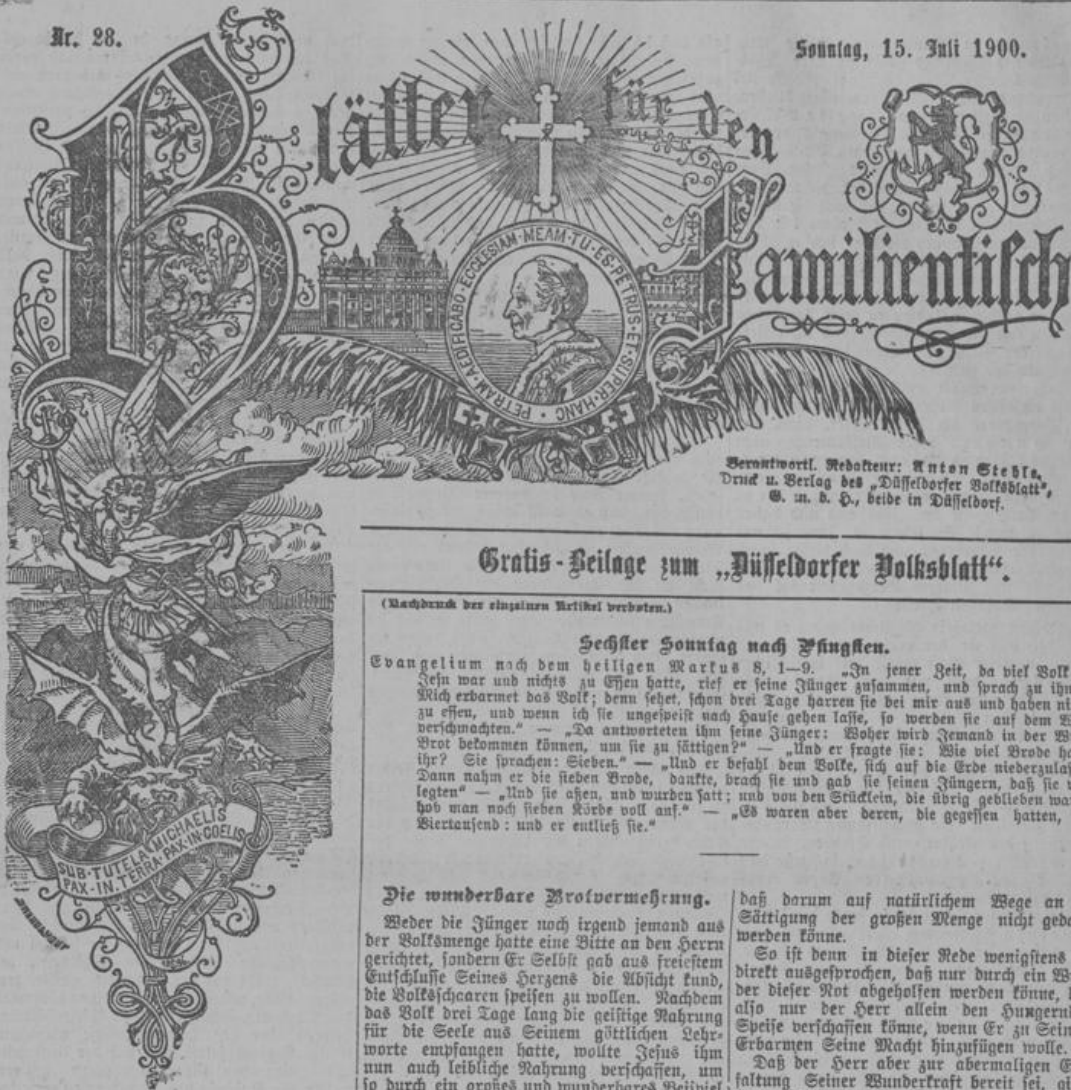 Nr. 28.
Sonntag, 15. Juli 1900.
Blätter für den
Familientisch
PETRAM·AEDIFICABO·ECCLESIAM·MEAM·TU·ES·PETRUS·ET·SUPER·HANC·
Verantwortl. Redakteur: Anton Stehle,
Druck u. Verlag des „Düsseldorfer Volksblatt“,
G. m. b. H., beide in Düsseldorf.
Gratis-Beilage zum „Düsseldorfer Volksblatt“.
(Nachdruck der einzelnen Artikel verboten.)
Sechster Sonntag nach Pfingsten.
Evangelium nach dem heiligen Markus 8, 1—9. „In jener Zeit, da viel Volk
Jesu war und nichts zu Essen hatte, rief er seine Jünger zusammen, und sprach zu
Mich erbarmet das Volk; denn sehet, schon drei Tage harren sie bei mir aus und haben
zu essen, und wenn ich sie ungespeist nach Hause gehen lasse, so werden sie auf dem
verschmachten.“ — „Da antworteten ihm seine Jünger: Woher wird Jemand in der
Brot bekommen können, um sie zu sättigen?“ — „Und er fragte sie: Wie viel Brode
ihr? Sie sprachen: Sieben.“ — „Und er befahl dem Volke, sich auf die Erde
Dann nahm er die sieben Brode, dankte, brach sie und gab sie seinen Jüngern, daß sie
legten“ — „Und sie aßen, und wurden satt; und von den Stücklein, die übrig geblieben
hob man noch sieben Körbe voll auf.“ — „Es waren aber deren, die gegessen hatten,
Viertausend: und er entließ sie.“
SUB·TUTELA·MICHAELIS
PAX·IN·TERRA·PAX·IN·COELIS
Die wunderbare Brotvermehrung.
Weder die Jünger noch irgend jemand aus
der Volksmenge hatte eine Bitte an den Herrn
gerichtet, sondern Er Selbst gab aus freiestem
Entschlusse Seines Herzens die Absicht kund,
die Volksschaaren speisen zu wollen. Nachdem
das Volk drei Tage lang die geistige Nahrung
für die Seele aus Seinem göttlichen Lehr-
worte empfangen hatte, wollte Jesus ihm
nun auch leibliche Nahrung verschaffen, um
so durch ein großes und wunderbares Beispiel
daß darum auf natürlichem Wege an
Sättigung der großen Menge nicht
werden könne.
So ist denn in dieser Rede wenigstens
direkt ausgesprochen, daß nur durch ein
der dieser Not abgeholfen werden könne,
also nur der Herr allein den
Speise verschaffen könne, wenn Er zu
Erbarmen Seine Macht hinzufügen wolle.
Daß der Herr aber zur abermaligen
faltung Seiner Wunderkraft bereit sei,